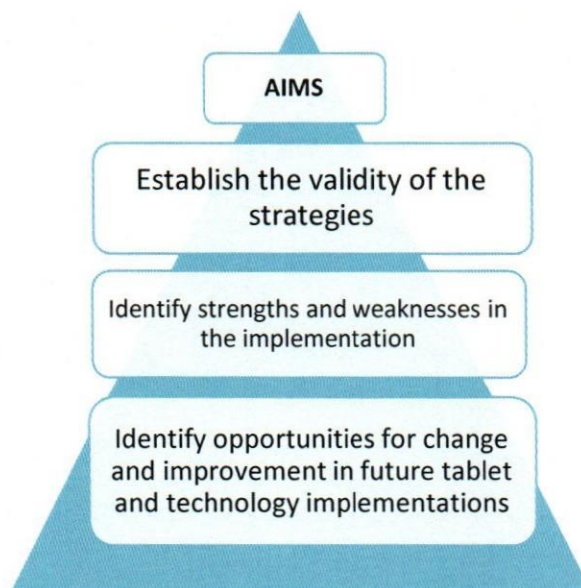 AIMS
Establish the validity of the
strategies
Identify strengths and weaknesses in
the implementation
Identify opportunities for change
and improvement in future tablet
and technology implementations